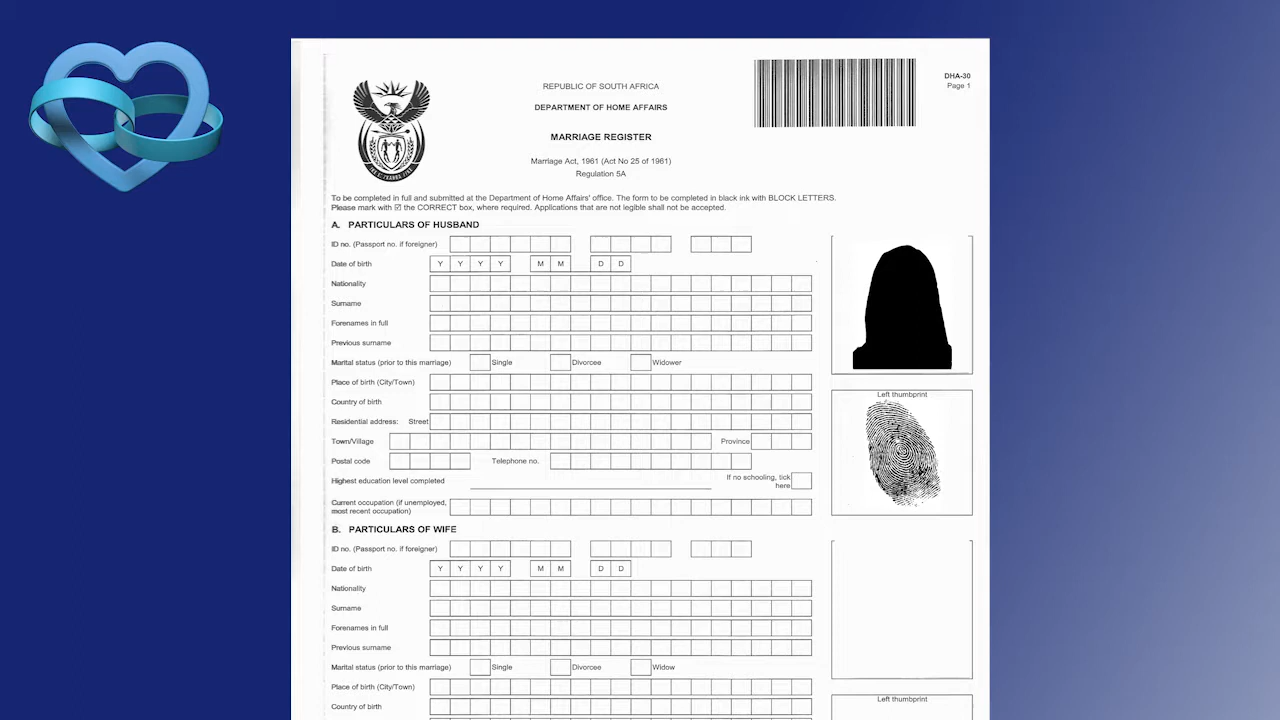 REPUBLIC OF SOUTH AFRICA
DEPARTMENT OF HOME AFFAIRS
MARRIAGE REGISTER
Marriage Act, 1961 (Act No 25 of 1961)
Regulation 5A
DHA-30
Page 1
To be completed in full and submitted at the Department of Home Affairs' office. The form to be completed in black ink with BLOCK LETTERS.
Please mark with ☑ the CORRECT box, where required. Applications that are not legible shall not be accepted.
A. PARTICULARS OF HUSBAND
ID no. (Passport no. if foreigner)
Date of birth Y Y Y Y M M D D
Nationality
Surname
Forenames in full
Previous surname
Marital status (prior to this marriage) Single Divorcee Widower
Place of birth (City/Town)
Country of birth
Residential address: Street
Town/Village Province
Postal code Telephone no.
Highest education level completed If no schooling, tick
here
Current occupation (if unemployed,
most recent occupation)
Left thumbprint
B. PARTICULARS OF WIFE
ID no. (Passport no. if foreigner)
Date of birth Y Y Y Y M M D D
Nationality
Surname
Forenames in full
Previous surname
Marital status (prior to this marriage) Single Divorcee Widow
Place of birth (City/Town)
Country of birth
Left thumbprint